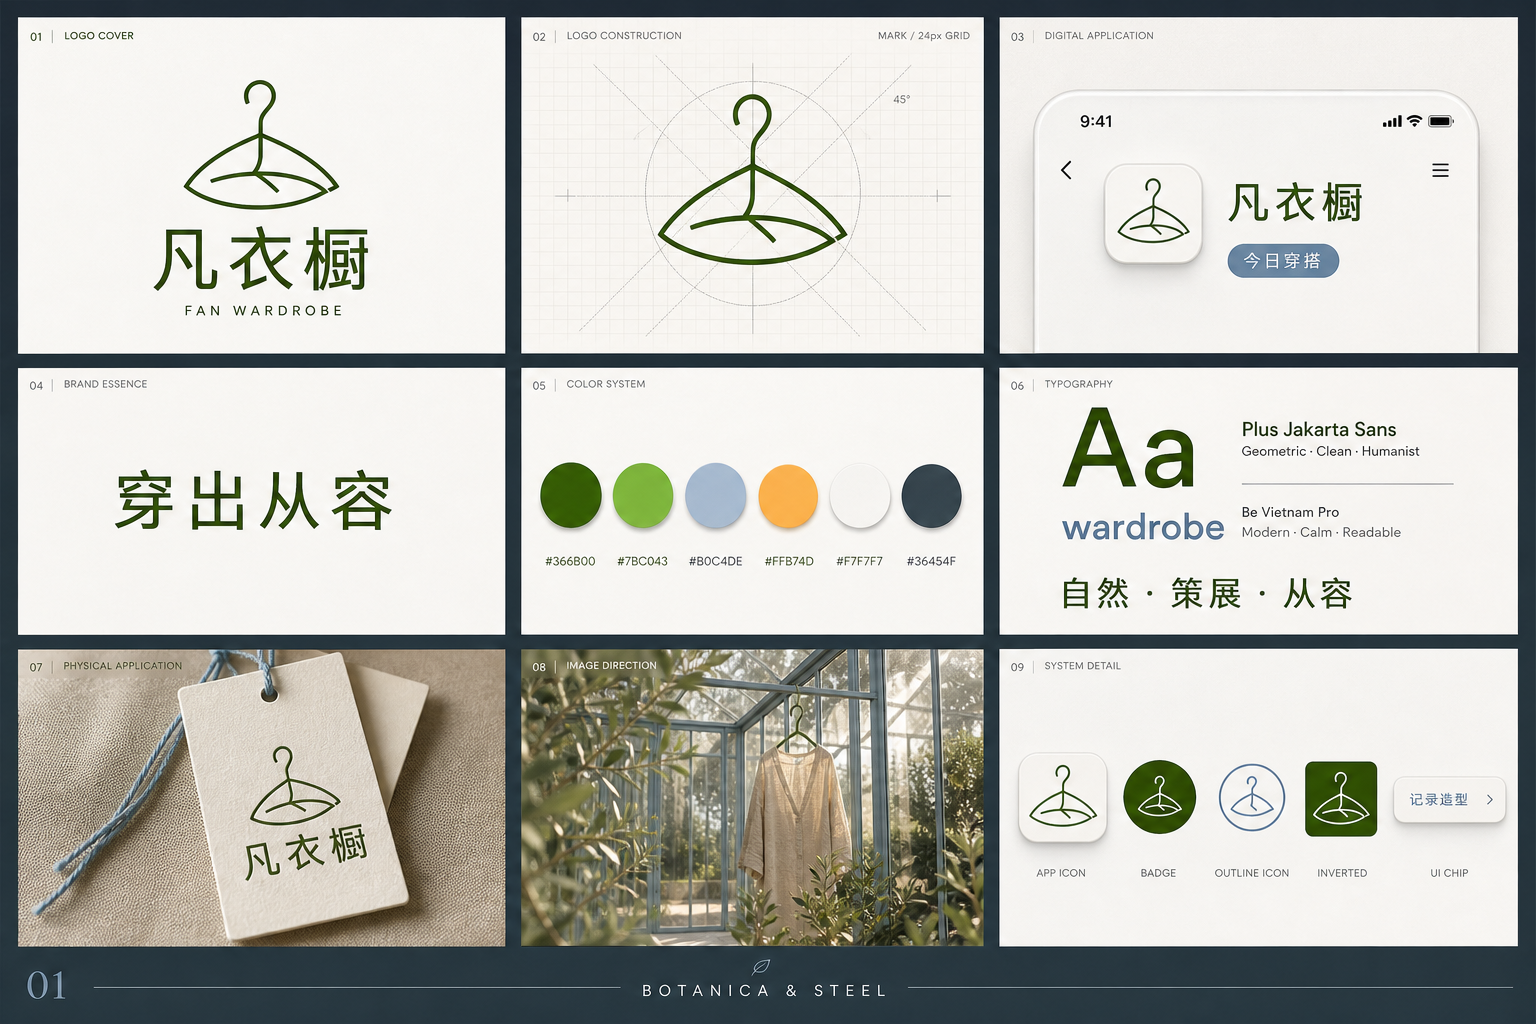 01 | LOGO COVER
凡衣橱
FAN WARDROBE
02 | LOGO CONSTRUCTION
MARK / 24px GRID
45°
03 | DIGITAL APPLICATION
9:41
凡衣橱
今日穿搭
04 | BRAND ESSENCE
穿出从容
05 | COLOR SYSTEM
#366B00 #7BC043 #B0C4DE #FFB74D #F7F7F7 #36454F
06 | TYPOGRAPHY
Aa
Plus Jakarta Sans
Geometric · Clean · Humanist
wardrobe
Be Vietnam Pro
Modern · Calm · Readable
自然 · 策展 · 从容
07 | PHYSICAL APPLICATION
凡衣橱
08 | IMAGE DIRECTION
09 | SYSTEM DETAIL
记录造型
APP ICON BADGE OUTLINE ICON INVERTED UI CHIP
01
BOTANICA & STEEL